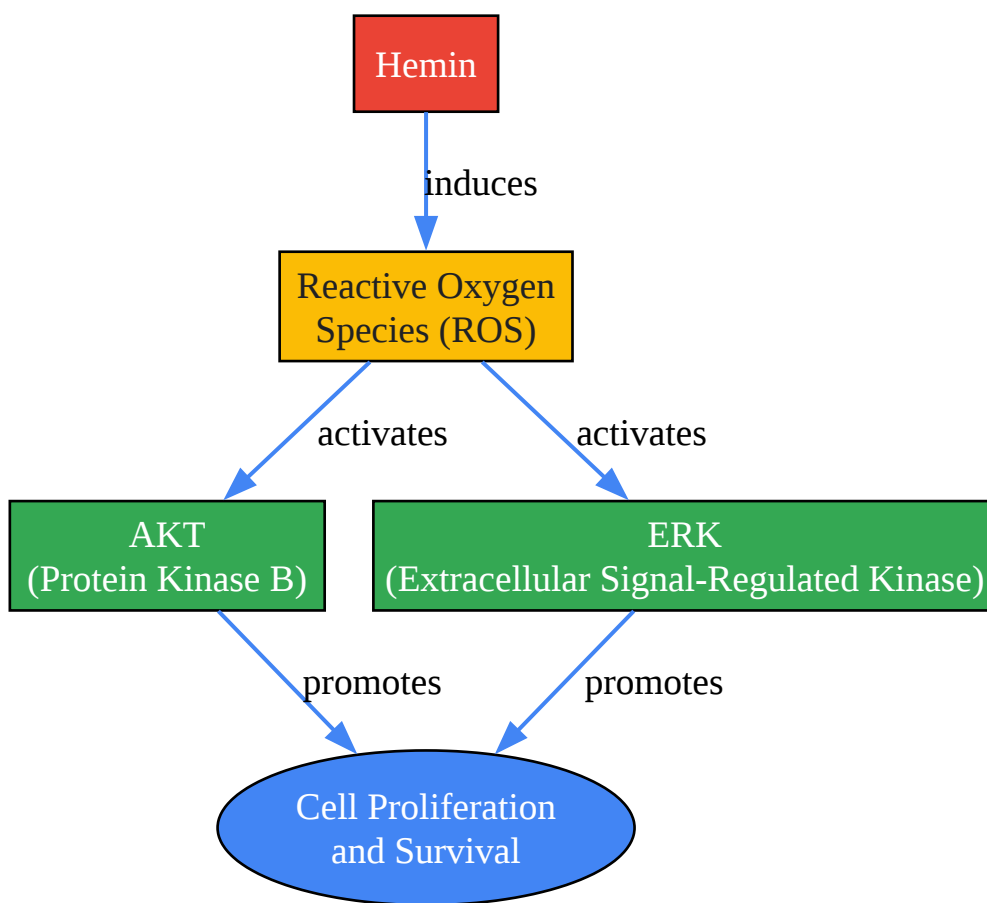 Hemin
induces
Reactive Oxygen
Species (ROS)
activates
activates
AKT
(Protein Kinase B)
ERK
(Extracellular Signal-Regulated Kinase)
promotes
promotes
Cell Proliferation
and Survival